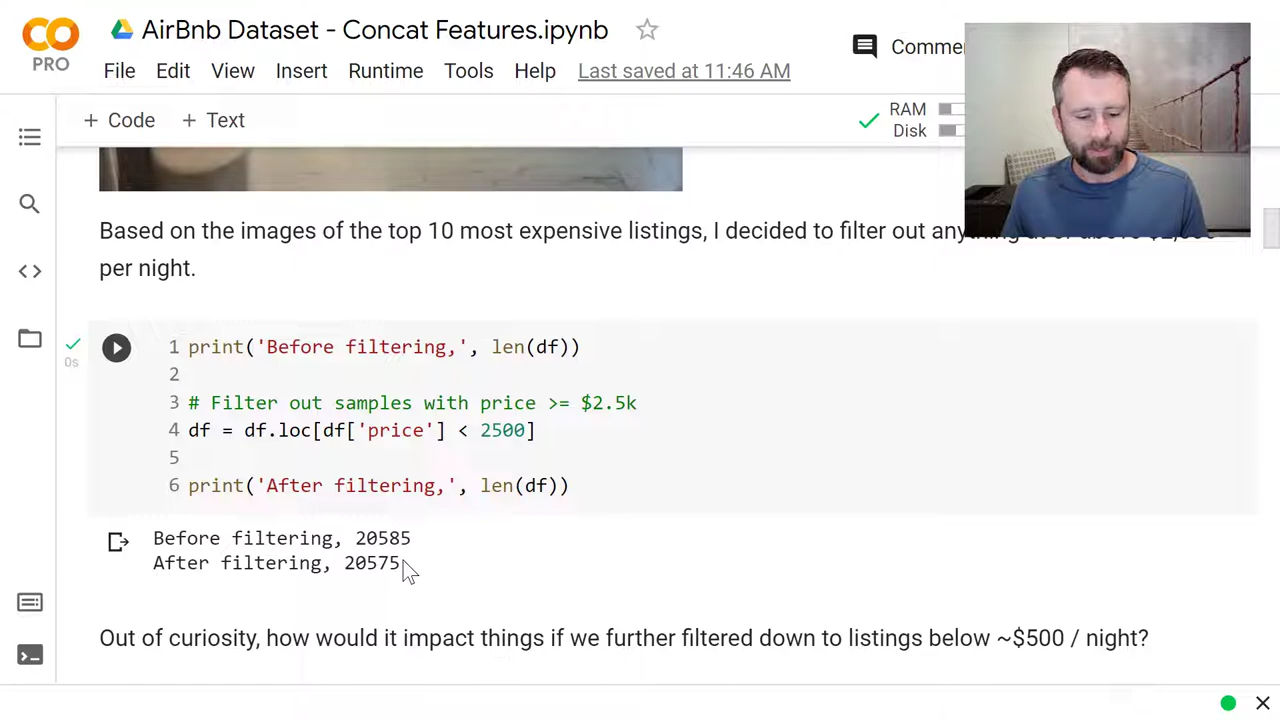 CO
PRO
AirBnb Dataset - Concat Features.ipynb
Comme
File Edit View Insert Runtime Tools Help Last saved at 11:46 AM
+ Code + Text
RAM
Disk
Based on the images of the top 10 most expensive listings, I decided to filter out
per night.
0s
1 print('Before filtering,', len(df))
2
3 # Filter out samples with price >= $2.5k
4 df = df.loc[df['price'] < 2500]
5
6 print('After filtering,', len(df))
Before filtering, 20585
After filtering, 20575
Out of curiosity, how would it impact things if we further filtered down to listings below ~$500 / night?